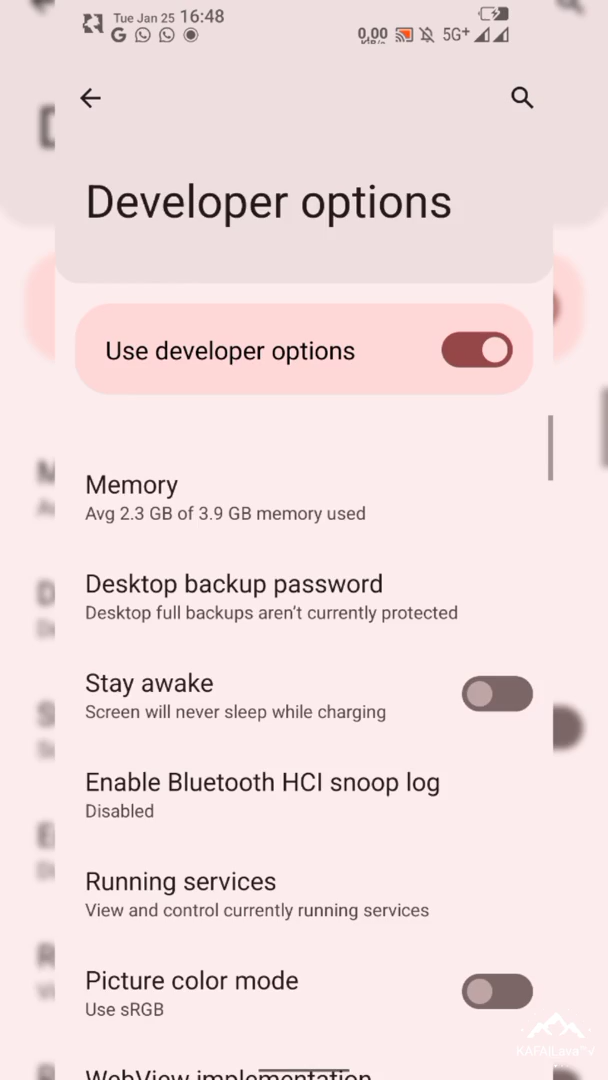 Tue Jan 25 16:48
0,00 5G+
Developer options
Use developer options
Memory
Avg 2.3 GB of 3.9 GB memory used
Desktop backup password
Desktop full backups aren't currently protected
Stay awake
Screen will never sleep while charging
Enable Bluetooth HCI snoop log
Disabled
Running services
View and control currently running services
Picture color mode
Use sRGB
WebView implementation